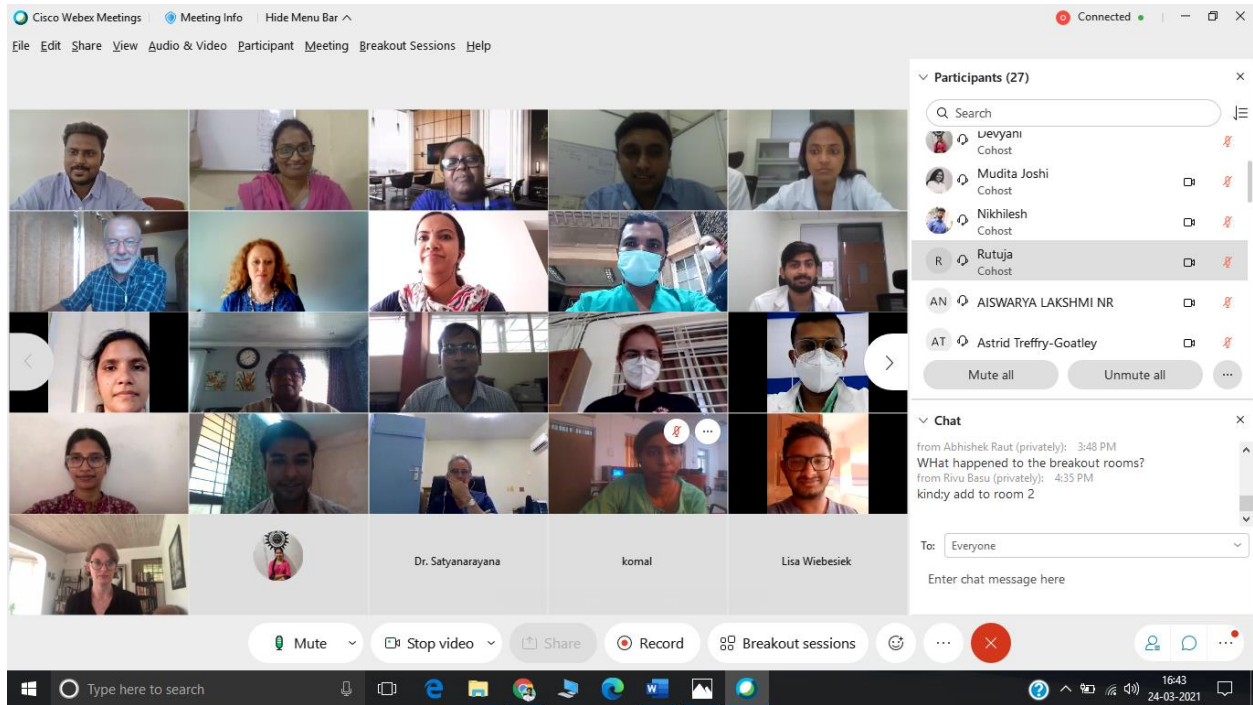 Cisco Webex Meetings
Meeting Info
Hide Menu Bar
Connected
File Edit Share View Audio & Video Participant Meeting Breakout Sessions Help
Participants (27)
Search
Devyani
Cohost
Mudita Joshi
Cohost
Nikhilesh
Cohost
R Rutuja
Cohost
AN AISWARYA LAKSHMI NR
AT Astrid Treffry-Goatley
Mute all Unmute all
Chat
from Abhishek Raut (privately): 3:48 PM
WHat happened to the breakout rooms?
from Rivu Basu (privately): 4:35 PM
kind;y add to room 2
To: Everyone
Enter chat message here
Dr. Satyanarayana
komal
Lisa Wiebesiek
Mute Stop video Share Record Breakout sessions
Type here to search
16:43
24-03-2021